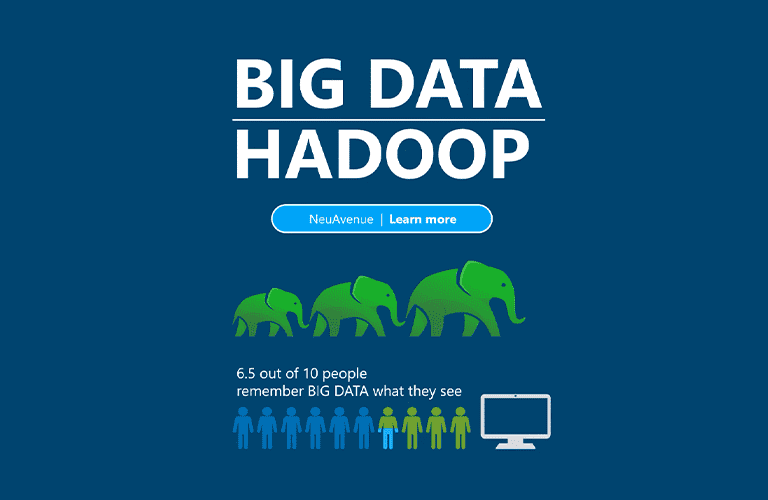 BIG DATA
HADOOP
NeuAvenue | Learn more
6.5 out of 10 people
remember BIG DATA what they see